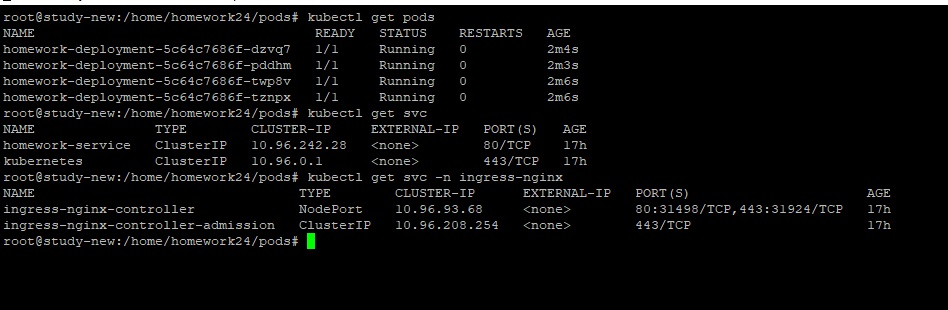 root@study-new:/home/homework24/pods# kubectl get pods
NAME READY STATUS RESTARTS AGE
homework-deployment-5c64c7686f-dzvq7 1/1 Running 0 2m4s
homework-deployment-5c64c7686f-pddhm 1/1 Running 0 2m3s
homework-deployment-5c64c7686f-twp8v 1/1 Running 0 2m6s
homework-deployment-5c64c7686f-tznpx 1/1 Running 0 2m6s
root@study-new:/home/homework24/pods# kubectl get svc
NAME TYPE CLUSTER-IP EXTERNAL-IP PORT(S) AGE
homework-service ClusterIP 10.96.242.28 <none> 80/TCP 17h
kubernetes ClusterIP 10.96.0.1 <none> 443/TCP 17h
root@study-new:/home/homework24/pods# kubectl get svc -n ingress-nginx
NAME TYPE CLUSTER-IP EXTERNAL-IP PORT(S) AGE
ingress-nginx-controller NodePort 10.96.93.68 <none> 80:31498/TCP,443:31924/TCP 17h
ingress-nginx-controller-admission ClusterIP 10.96.208.254 <none> 443/TCP 17h
root@study-new:/home/homework24/pods#